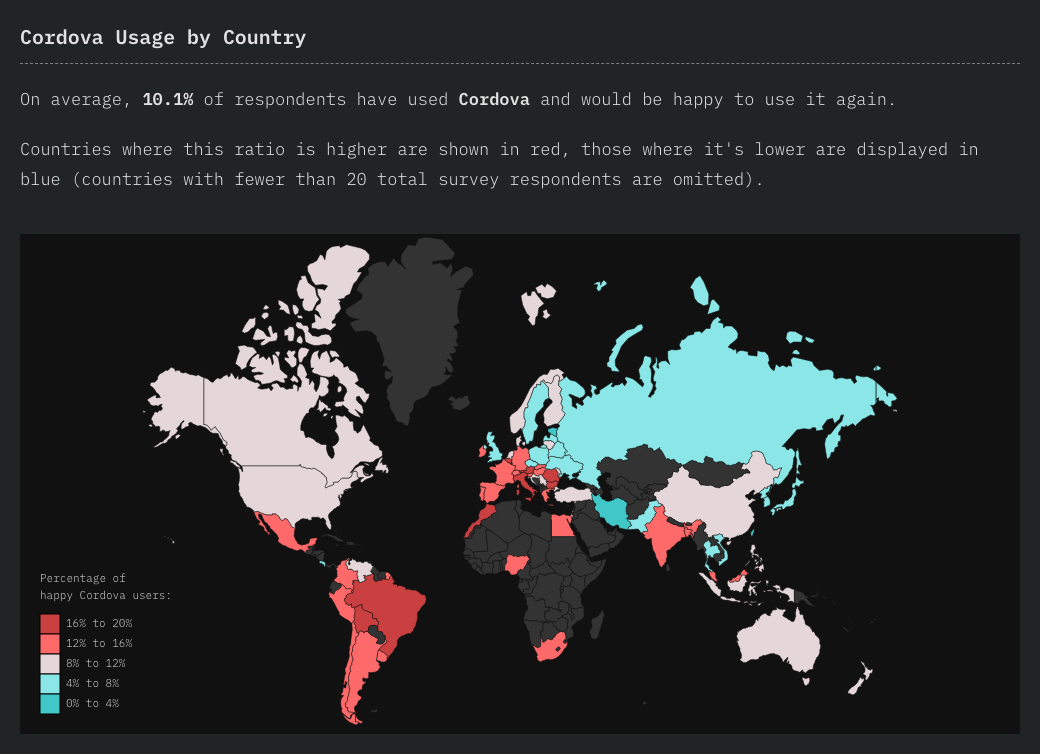 Cordova Usage by Country
On average, 10.1% of respondents have used Cordova and would be happy to use it again.
Countries where this ratio is higher are shown in red, those where it's lower are displayed in
blue (countries with fewer than 20 total survey respondents are omitted).
Percentage of
happy Cordova users:
16% to 20%
12% to 16%
8% to 12%
4% to 8%
0% to 4%